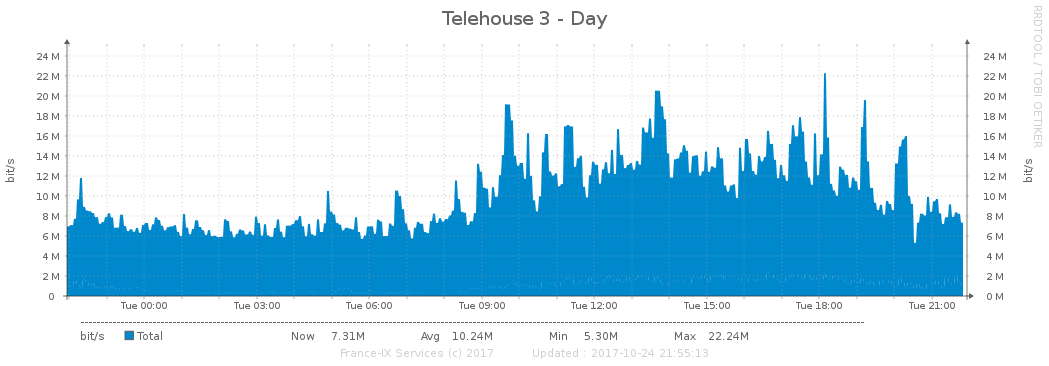 Telehouse 3 - Day
RRDTOOL / TOBI OETIKER
24 M 24 M
22 M 22 M
20 M 20 M
18 M 18 M
16 M 16 M
14 M 14 M
12 M 12 M
10 M 10 M
8 M 8 M
6 M 6 M
4 M 4 M
2 M 2 M
0 0 M
bit/s bit/s
Tue 00:00 Tue 03:00 Tue 06:00 Tue 09:00 Tue 12:00 Tue 15:00 Tue 18:00 Tue 21:00
bit/s Total Now 7.31M Avg 10.24M Min 5.30M Max 22.24M
France-IX Services (c) 2017 Updated : 2017-10-24 21:55:13